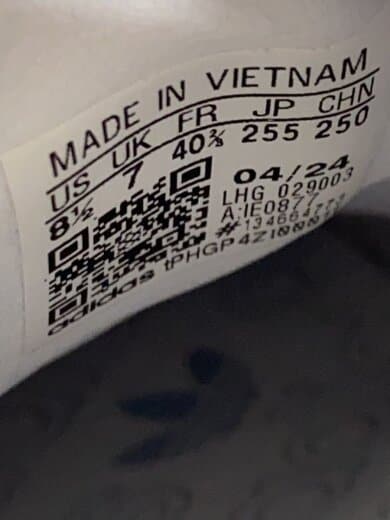 MADE IN VIETNAM
US UK FR JP CHN
8½ 7 40⅔ 255 250
04/24
LHG 029003
A:IE0877
adidas